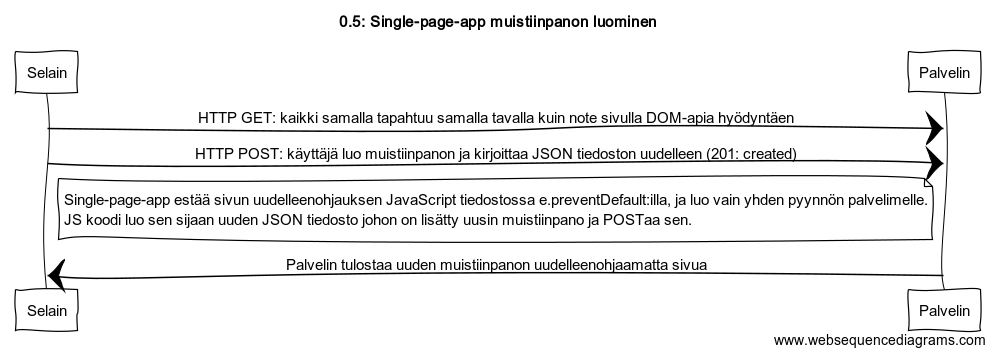 0.5: Single-page-app muistiinpanon luominen
Selain
Palvelin
HTTP GET: kaikki samalla tapahtuu samalla tavalla kuin note sivulla DOM-apia hyödyntäen
HTTP POST: käyttäjä luo muistiinpanon ja kirjoittaa JSON tiedoston uudelleen (201: created)
Single-page-app estää sivun uudelleenohjauksen JavaScript tiedostossa e.preventDefault:illa, ja luo vain yhden pyynnön palvelimelle.
JS koodi luo sen sijaan uuden JSON tiedosto johon on lisätty uusin muistiinpano ja POSTaa sen.
Palvelin tulostaa uuden muistiinpanon uudelleenohjaamatta sivua
Selain
Palvelin
www.websequencediagrams.com